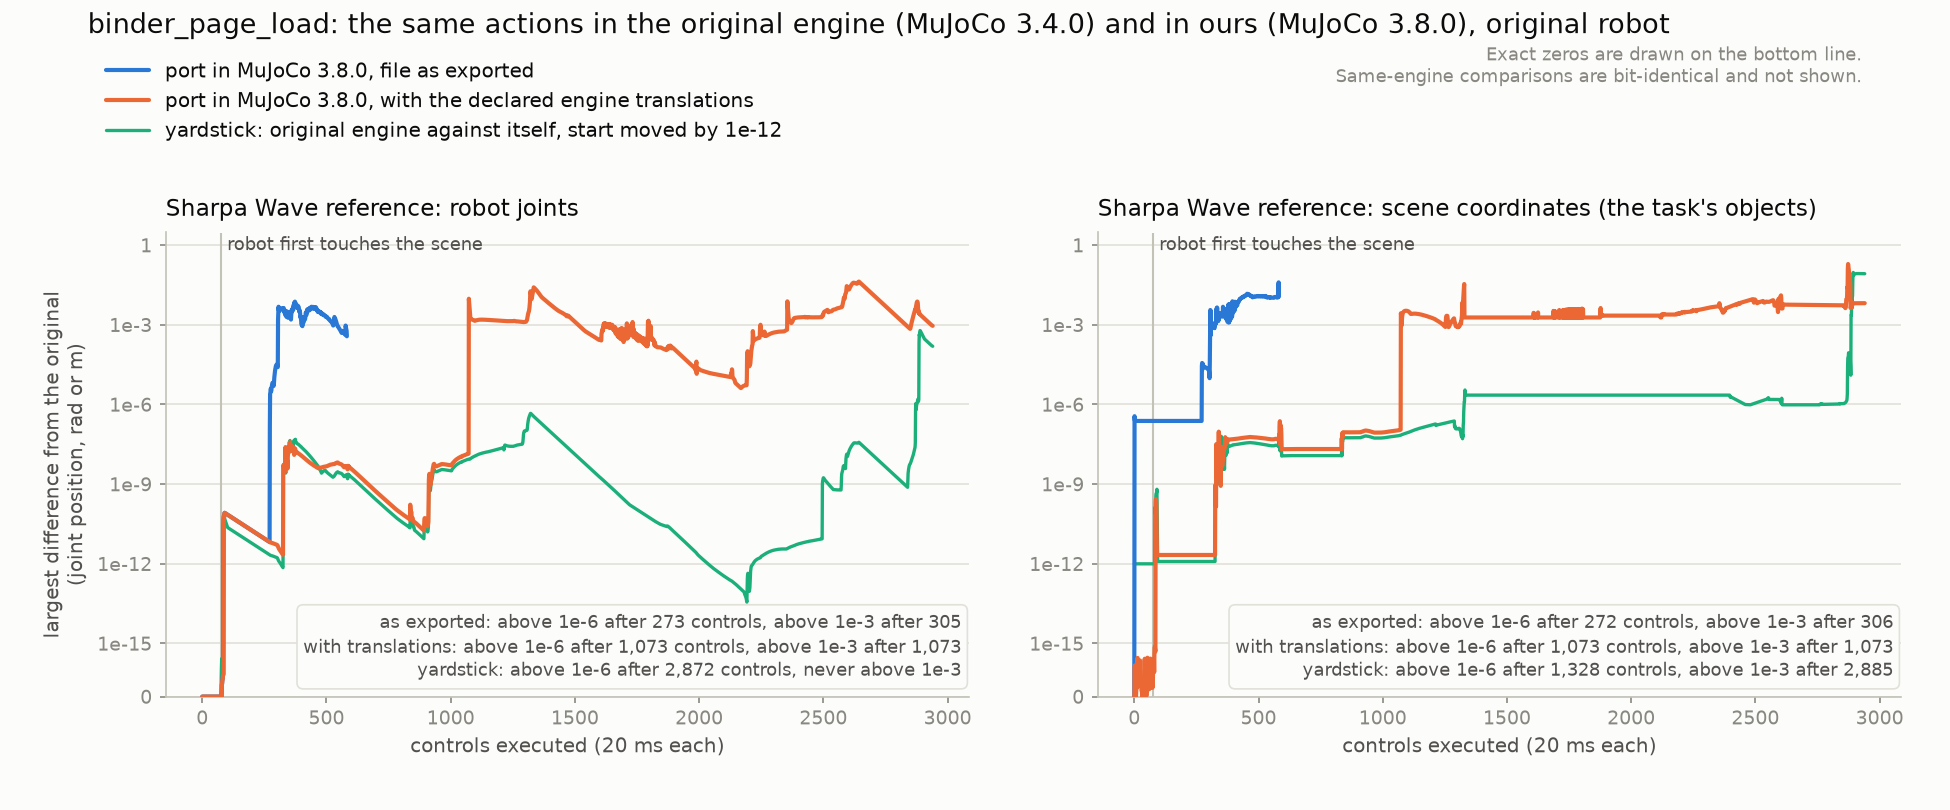 binder_page_load: the same actions in the original engine (MuJoCo 3.4.0) and in ours (MuJoCo 3.8.0), original robot
Exact zeros are drawn on the bottom line.
Same-engine comparisons are bit-identical and not shown.
port in MuJoCo 3.8.0, file as exported
port in MuJoCo 3.8.0, with the declared engine translations
yardstick: original engine against itself, start moved by 1e-12
Sharpa Wave reference: robot joints
robot first touches the scene
largest difference from the original
(joint position, rad or m)
1
1e-3
1e-6
1e-9
1e-12
1e-15
0
as exported: above 1e-6 after 273 controls, above 1e-3 after 305
with translations: above 1e-6 after 1,073 controls, above 1e-3 after 1,073
yardstick: above 1e-6 after 2,872 controls, never above 1e-3
0 500 1000 1500 2000 2500 3000
controls executed (20 ms each)
Sharpa Wave reference: scene coordinates (the task's objects)
robot first touches the scene
1
1e-3
1e-6
1e-9
1e-12
1e-15
0
as exported: above 1e-6 after 272 controls, above 1e-3 after 306
with translations: above 1e-6 after 1,073 controls, above 1e-3 after 1,073
yardstick: above 1e-6 after 1,328 controls, above 1e-3 after 2,885
0 500 1000 1500 2000 2500 3000
controls executed (20 ms each)